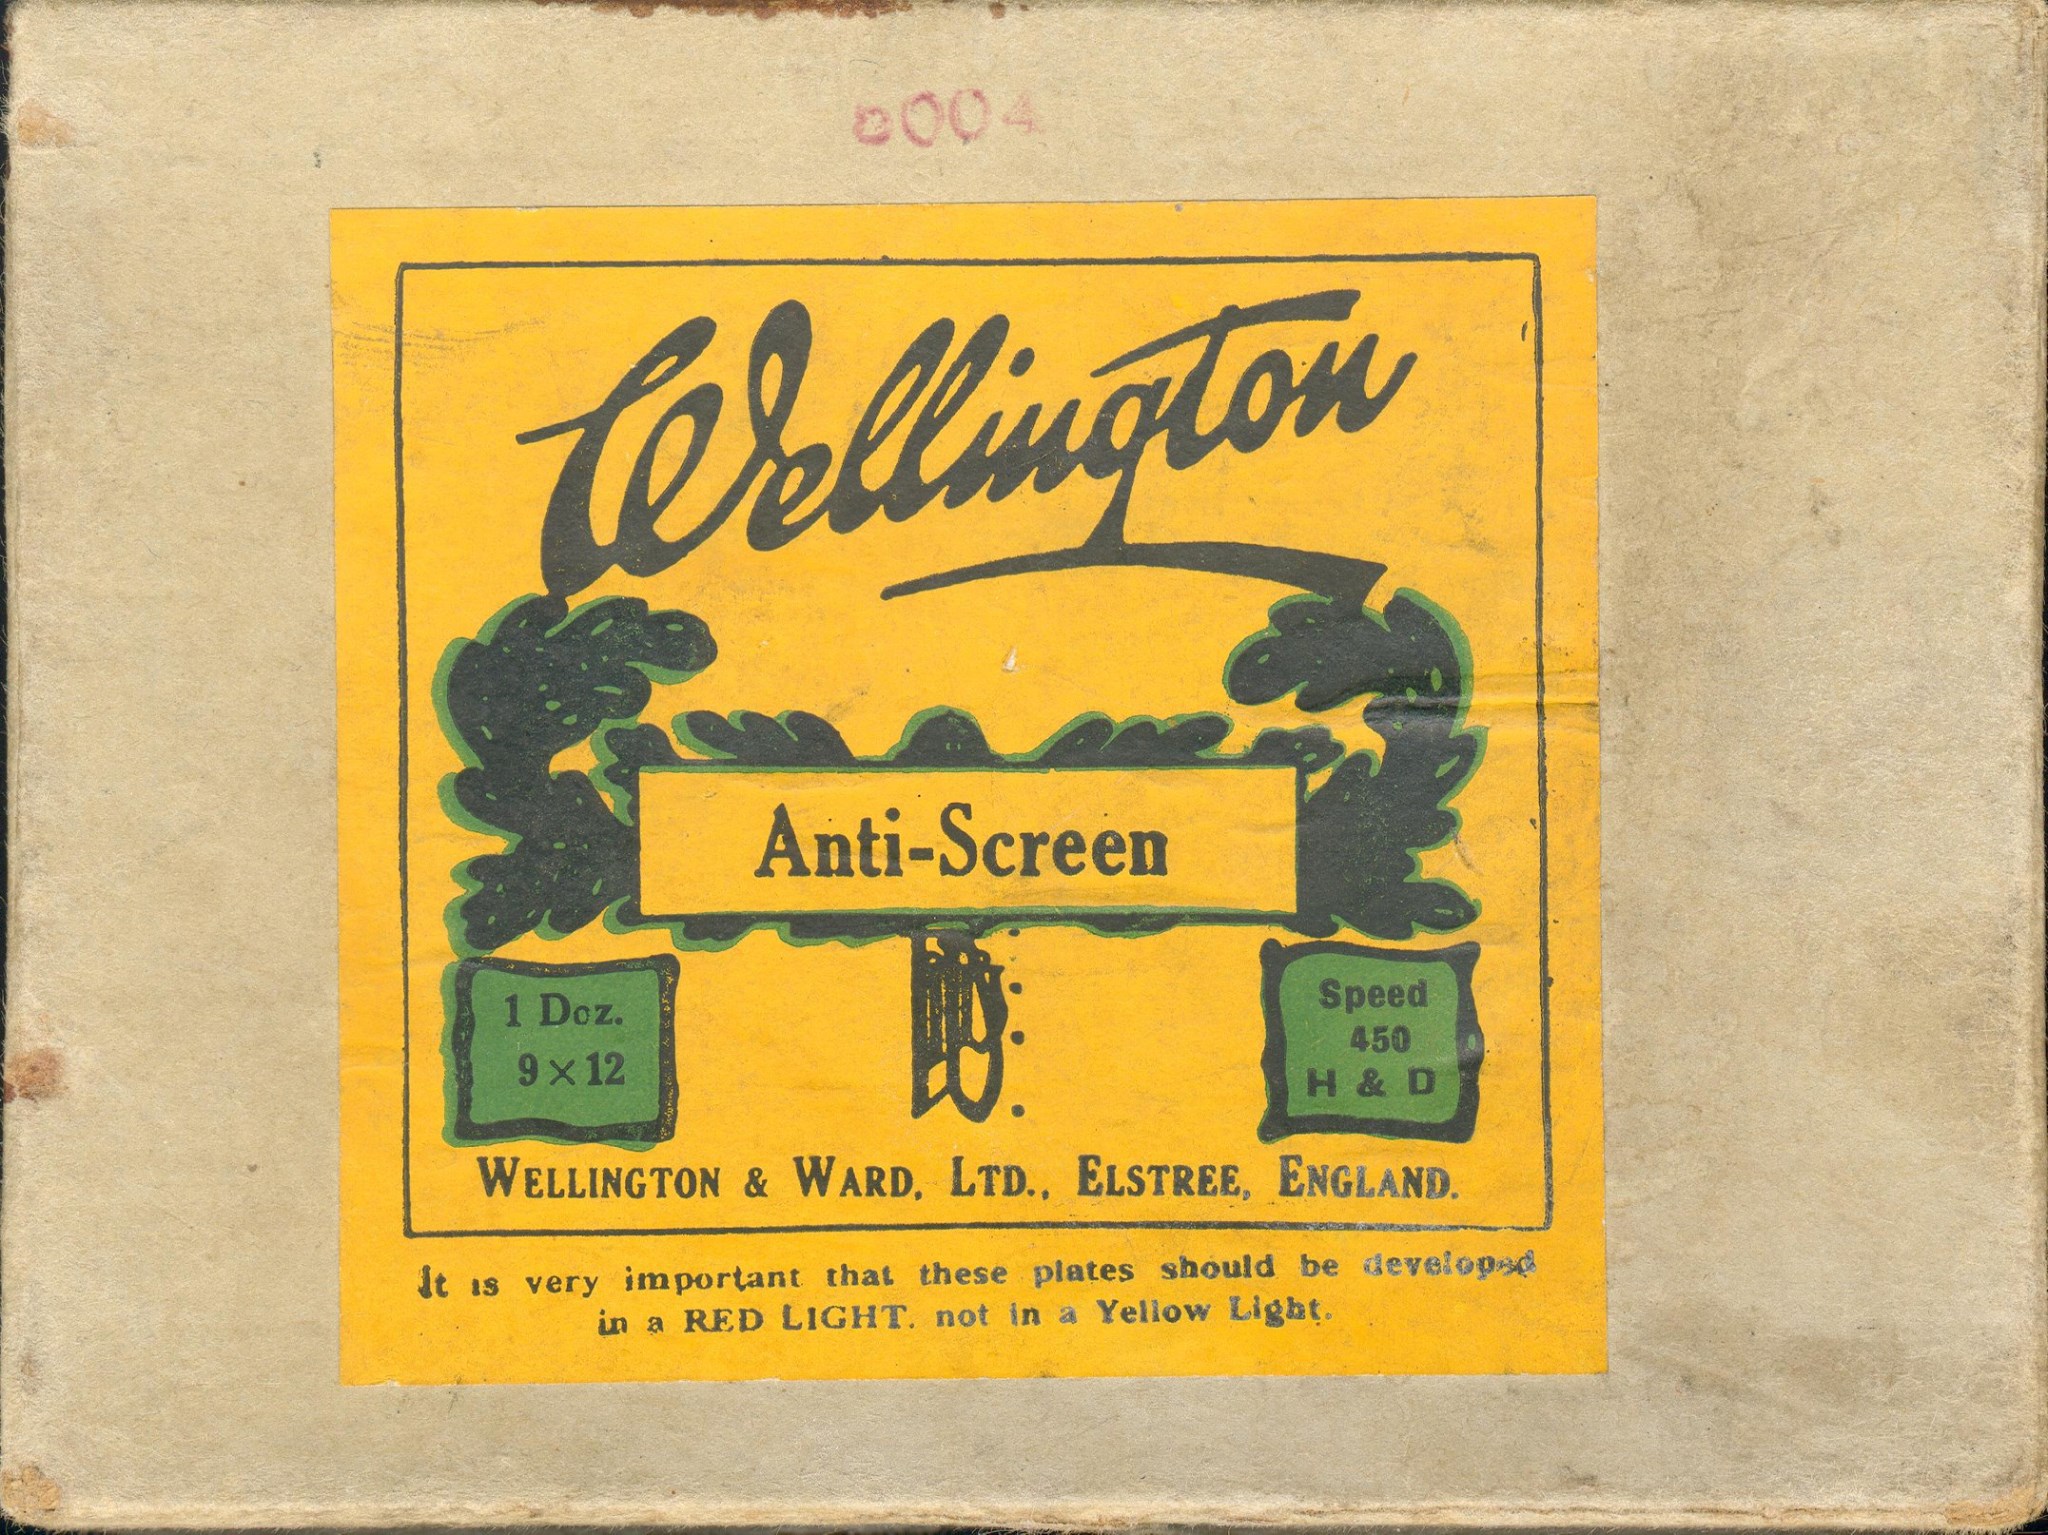 Wellington
Anti-Screen
1 Doz.
9 × 12
Speed
450
H & D
WELLINGTON & WARD, LTD., ELSTREE, ENGLAND.
It is very important that these plates should be developed
in a RED LIGHT. not in a Yellow Light.